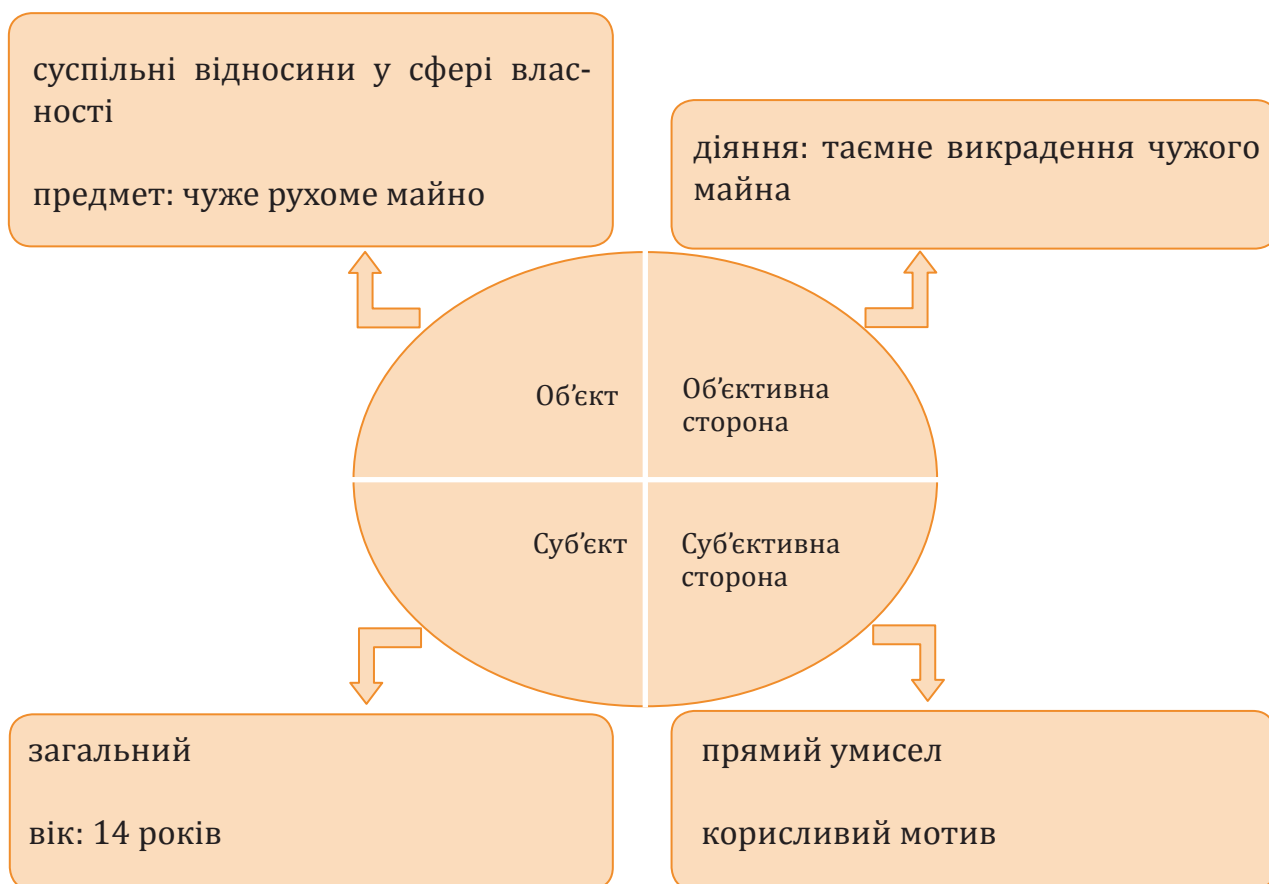 суспільні відносини у сфері влас-
ності
предмет: чуже рухоме майно
діяння: таємне викрадення чужого
майна
Об’єкт
Об’єктивна
сторона
Суб’єкт
Суб’єктивна
сторона
загальний
вік: 14 років
прямий умисел
корисливий мотив